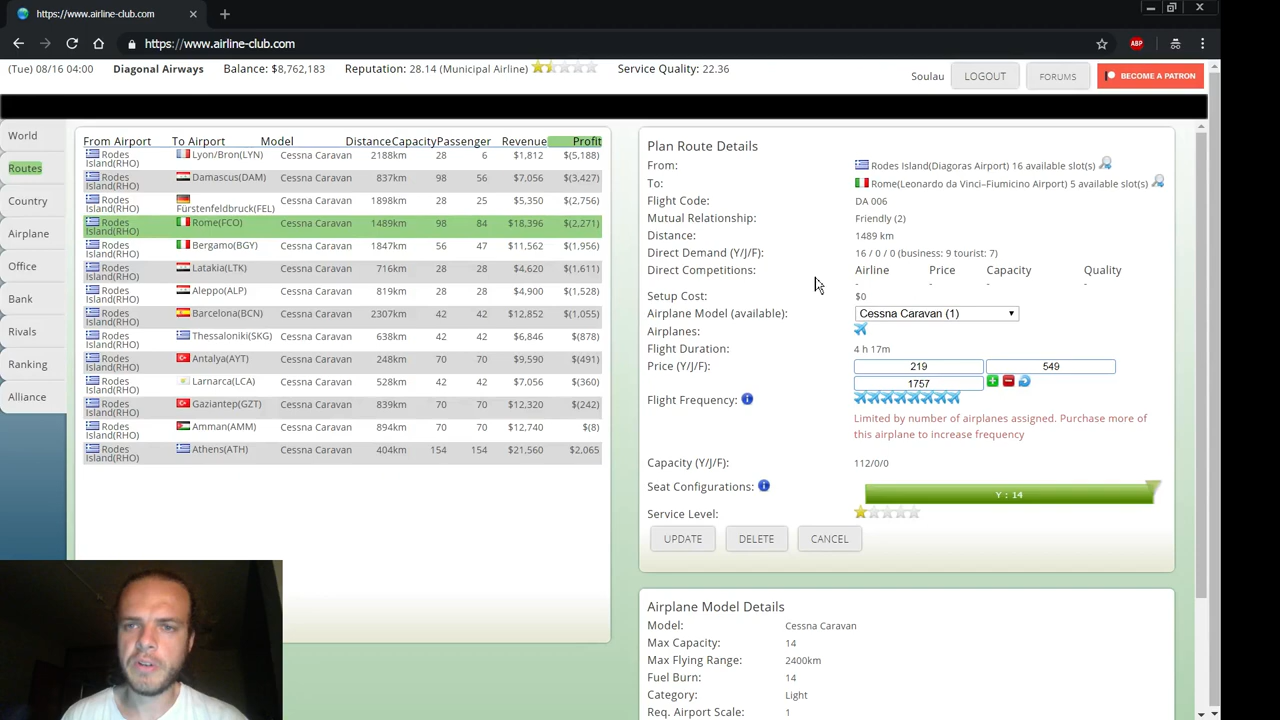 https://www.airline-club.com
https://www.airline-club.com
ABP
(Tue) 08/16 04:00 Diagonal Airways Balance: $8,762,183 Reputation: 28.14 (Municipal Airline) Service Quality: 22.36
Soulau LOGOUT FORUMS BECOME A PATRON
World
Routes
Country
Airplane
Office
Bank
Rivals
Ranking
Alliance
From Airport To Airport Model Distance Capacity Passenger Revenue Profit
Rodes Island(RHO) Lyon/Bron(LYN) Cessna Caravan 2188km 28 6 $1,812 $(5,188)
Rodes Island(RHO) Damascus(DAM) Cessna Caravan 837km 98 56 $7,056 $(3,427)
Rodes Island(RHO) Fürstenfeldbruck(FEL) Cessna Caravan 1898km 28 25 $5,350 $(2,756)
Rodes Island(RHO) Rome(FCO) Cessna Caravan 1489km 98 84 $18,396 $(2,271)
Rodes Island(RHO) Bergamo(BGY) Cessna Caravan 1847km 56 47 $11,562 $(1,956)
Rodes Island(RHO) Latakia(LTK) Cessna Caravan 716km 28 28 $4,620 $(1,611)
Rodes Island(RHO) Aleppo(ALP) Cessna Caravan 819km 28 28 $4,900 $(1,528)
Rodes Island(RHO) Barcelona(BCN) Cessna Caravan 2307km 42 42 $12,852 $(1,055)
Rodes Island(RHO) Thessaloniki(SKG) Cessna Caravan 638km 42 42 $6,846 $(878)
Rodes Island(RHO) Antalya(AYT) Cessna Caravan 248km 70 70 $9,590 $(491)
Rodes Island(RHO) Larnarca(LCA) Cessna Caravan 528km 42 42 $7,056 $(360)
Rodes Island(RHO) Gaziantep(GZT) Cessna Caravan 839km 70 70 $12,320 $(242)
Rodes Island(RHO) Amman(AMM) Cessna Caravan 894km 70 70 $12,740 $(8)
Rodes Island(RHO) Athens(ATH) Cessna Caravan 404km 154 154 $21,560 $2,065
Plan Route Details
From: Rodes Island(Diagoras Airport) 16 available slot(s)
To: Rome(Leonardo da Vinci–Fiumicino Airport) 5 available slot(s)
Flight Code: DA 006
Mutual Relationship: Friendly (2)
Distance: 1489 km
Direct Demand (Y/J/F): 16 / 0 / 0 (business: 9 tourist: 7)
Direct Competitions: Airline Price Capacity Quality
- - - -
Setup Cost: $0
Airplane Model (available): Cessna Caravan (1)
Airplanes:
Flight Duration: 4 h 17m
Price (Y/J/F): 219 549
1757
Flight Frequency:
Limited by number of airplanes assigned. Purchase more
of this airplane to increase frequency
Capacity (Y/J/F): 112/0/0
Seat Configurations: Y : 14
Service Level:
UPDATE DELETE CANCEL
Airplane Model Details
Model: Cessna Caravan
Max Capacity: 14
Max Flying Range: 2400km
Fuel Burn: 14
Category: Light
Req. Airport Scale: 1